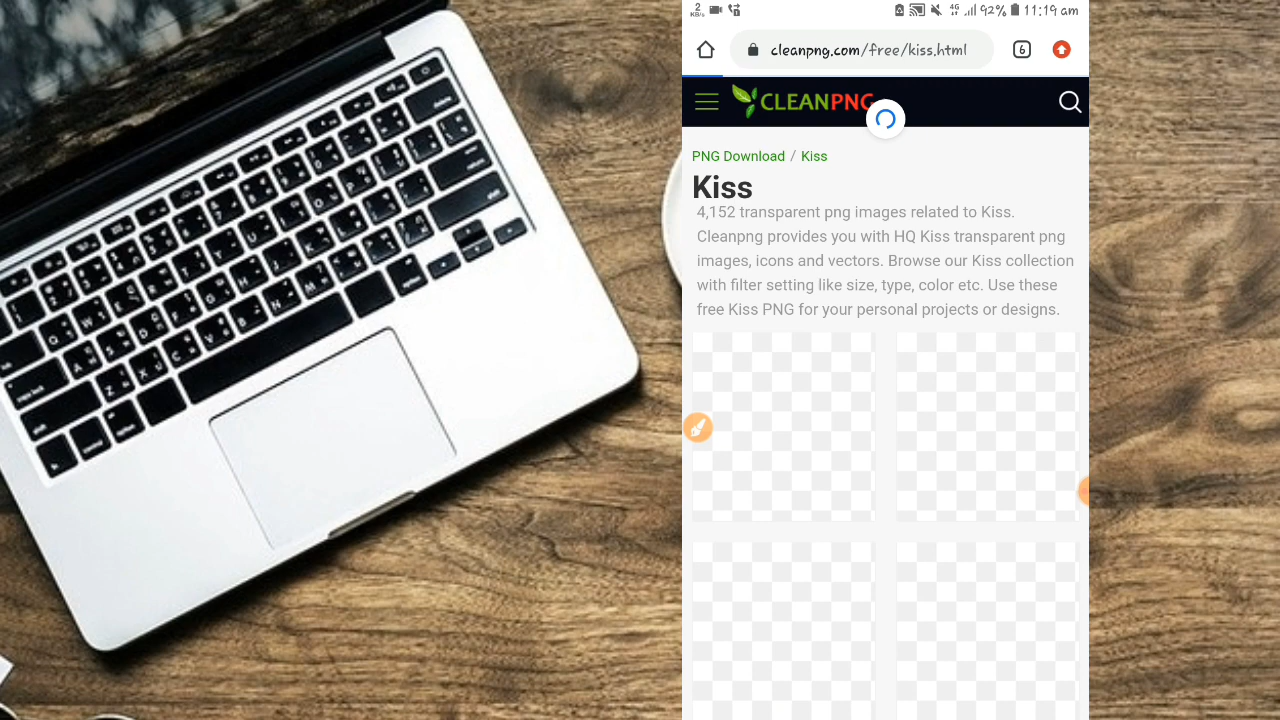 2
KB/s
4G
92%
11:19 am
cleanpng.com/free/kiss.html
6
CLEANPNG
PNG Download / Kiss
Kiss
4,152 transparent png images related to Kiss.
Cleanpng provides you with HQ Kiss transparent png
images, icons and vectors. Browse our Kiss collection
with filter setting like size, type, color etc. Use these
free Kiss PNG for your personal projects or designs.